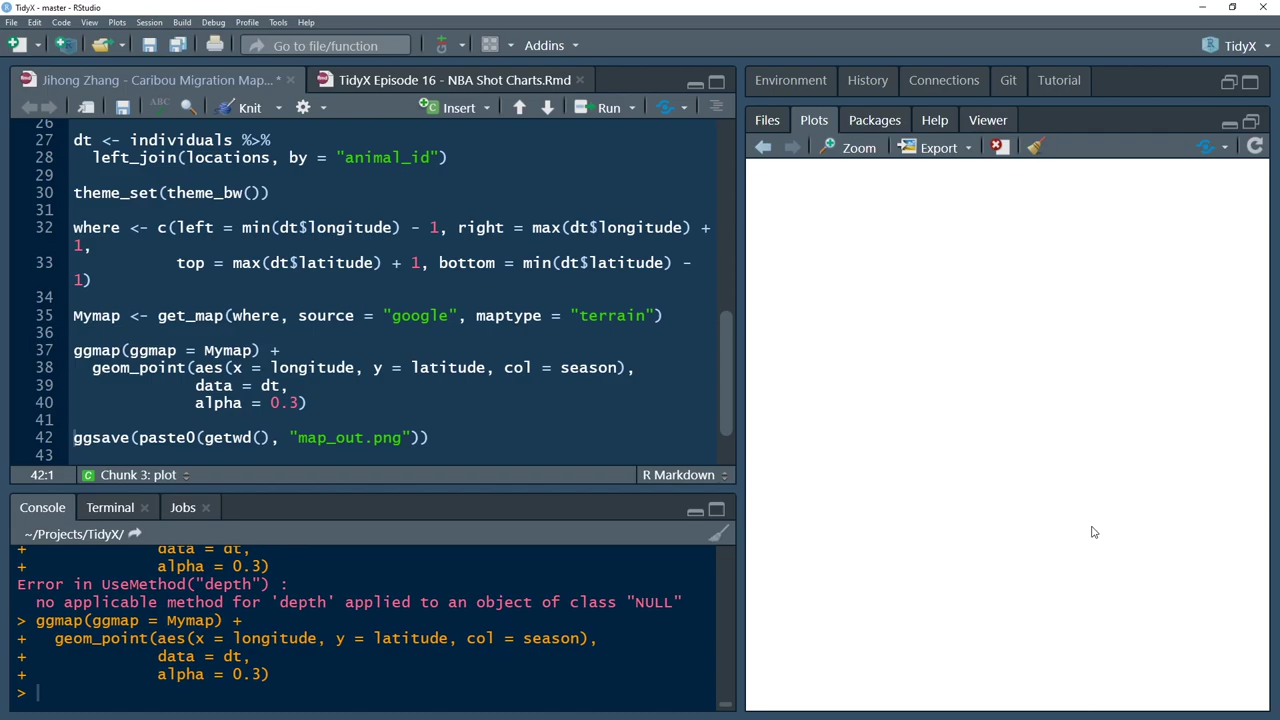 TidyX - master - RStudio
File Edit Code View Plots Session Build Debug Profile Tools Help
Go to file/function Addins TidyX
Jihong Zhang - Caribou Migration Map...* TidyX Episode 16 - NBA Shot Charts.Rmd
ABC Knit Insert Run
26
27 dt <- individuals %>%
28 left_join(locations, by = "animal_id")
29
30 theme_set(theme_bw())
31
32 where <- c(left = min(dt$longitude) - 1, right = max(dt$longitude) +
1,
33 top = max(dt$latitude) + 1, bottom = min(dt$latitude) -
1)
34
35 Mymap <- get_map(where, source = "google", maptype = "terrain")
36
37 ggmap(ggmap = Mymap) +
38 geom_point(aes(x = longitude, y = latitude, col = season),
39 data = dt,
40 alpha = 0.3)
41
42 ggsave(paste0(getwd(), "map_out.png"))
43
42:1 Chunk 3: plot R Markdown
Console Terminal Jobs
~/Projects/TidyX/
+ data = dt,
+ alpha = 0.3)
Error in UseMethod("depth") :
no applicable method for 'depth' applied to an object of class "NULL"
> ggmap(ggmap = Mymap) +
+ geom_point(aes(x = longitude, y = latitude, col = season),
+ data = dt,
+ alpha = 0.3)
>
Environment History Connections Git Tutorial
Files Plots Packages Help Viewer
Zoom Export